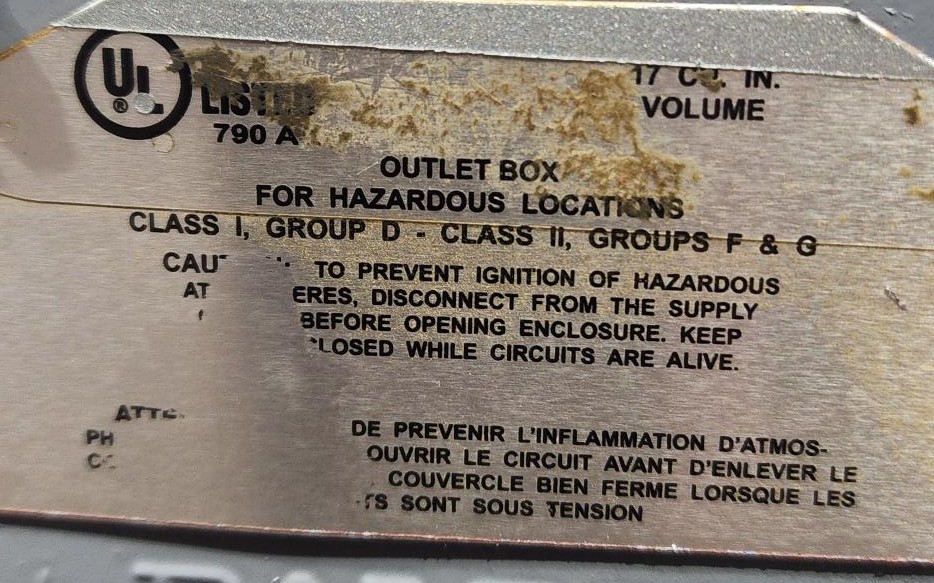 UL
®
LISTED
790 A
17 CU. IN.
VOLUME
OUTLET BOX
FOR HAZARDOUS LOCATIONS
CLASS I, GROUP D - CLASS II, GROUPS F & G
TO PREVENT IGNITION OF HAZARDOUS
DISCONNECT FROM THE SUPPLY
BEFORE OPENING ENCLOSURE. KEEP
WHILE CIRCUITS ARE ALIVE.
DE PREVENIR L'INFLAMMATION D'ATMOS-
OUVRIR LE CIRCUIT AVANT D'ENLEVER LE
COUVERCLE BIEN FERME LORSQUE LES
SONT SOUS TENSION